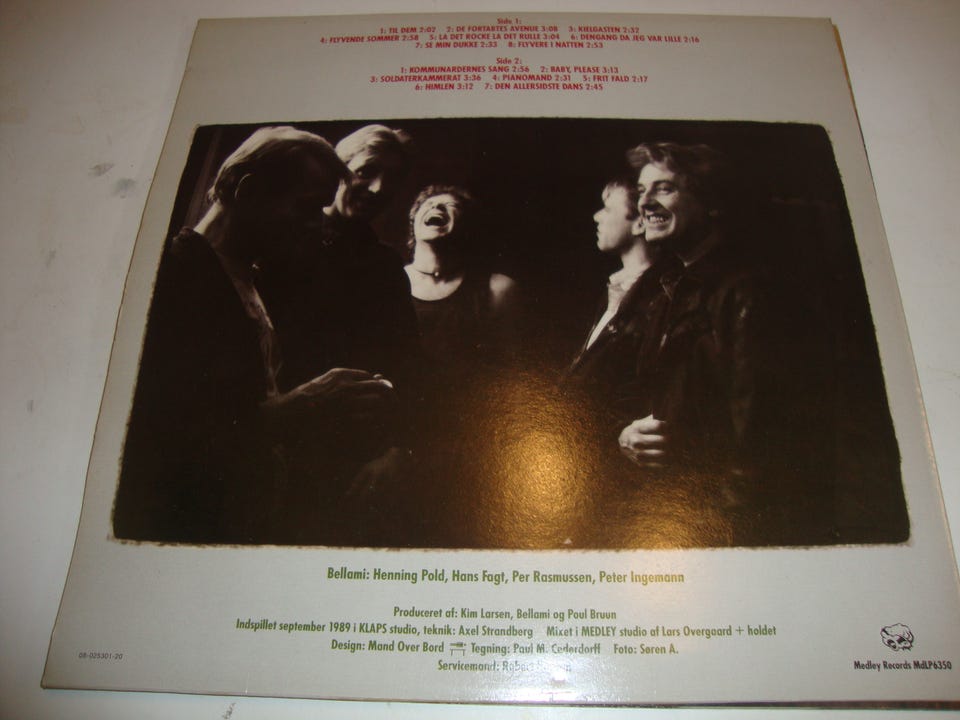 Side 1:
1: TIL DEM 2:02 2: DE FORTABTES AVENUE 3:08 3: KIELGASTEN 2:32
4: FLYVENDE SOMMER 2:58 5: LA DET ROCKE LA DET RULLE 3:04 6: DENGANG DA JEG VAR LILLE 2:16
7: SE MIN DUKKE 2:33 8: FLYVERE I NATTEN 2:53
Side 2:
1: KOMMUNARDERNES SANG 2:56 2: BABY, PLEASE 3:13
3: SOLDATERKAMMERAT 3:36 4: PIANOMAND 2:31 5: FRIT FALD 2:17
6: HIMLEN 3:12 7: DEN ALLERSIDSTE DANS 2:45
Bellami: Henning Pold, Hans Fagt, Per Rasmussen, Peter Ingemann
Produceret af: Kim Larsen, Bellami og Poul Bruun
Indspillet september 1989 i KLAPS studio, teknik: Axel Strandberg Mixet i MEDLEY studio af Lars Overgaard + holdet
Design: Mand Over Bord Tegning: Paul M. Cederdorff Foto: Søren A.
Servicemand: Robert
08-025301-20
Medley Records MdLP6350